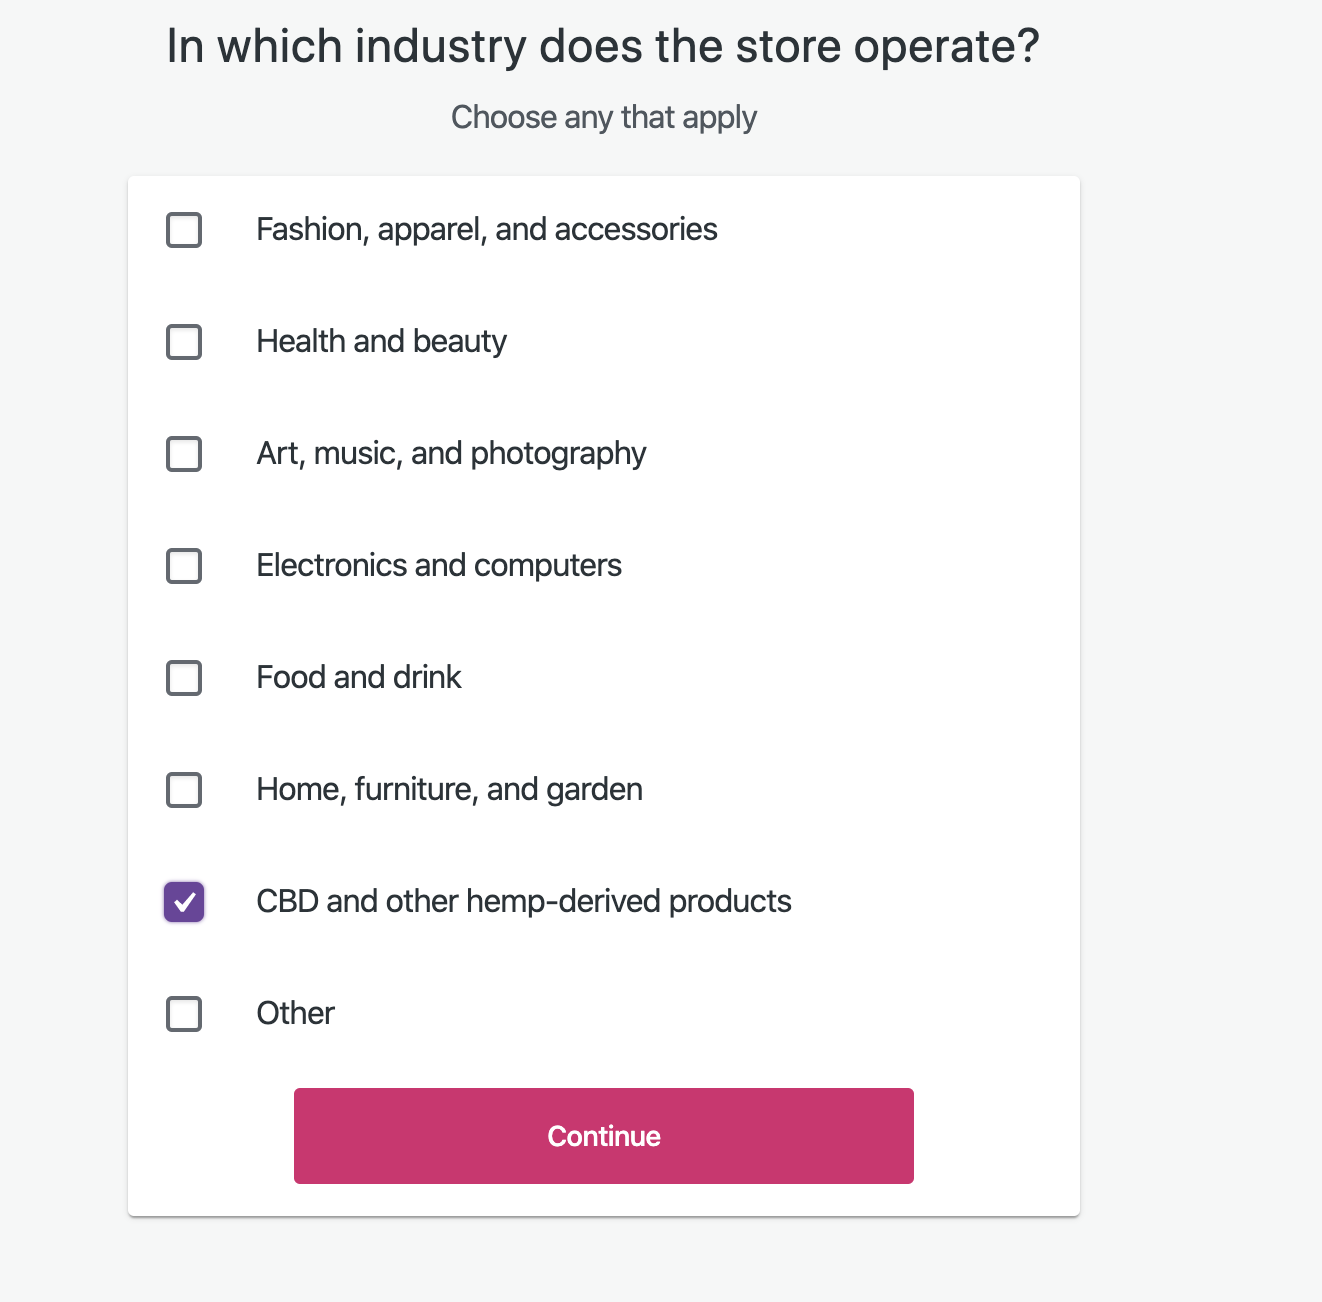 In which industry does the store operate?
Choose any that apply
Fashion, apparel, and accessories
Health and beauty
Art, music, and photography
Electronics and computers
Food and drink
Home, furniture, and garden
CBD and other hemp-derived products
Other
Continue